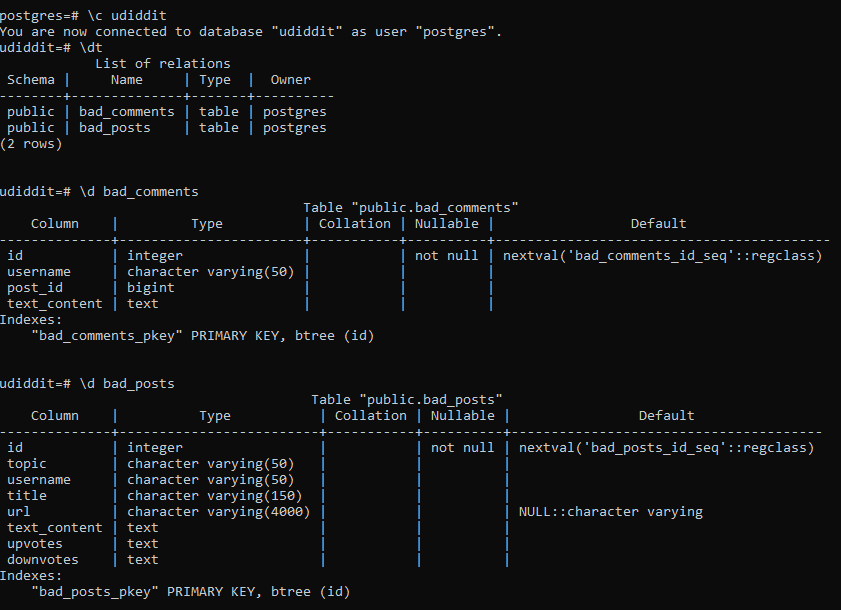 postgres=# \c udiddit
You are now connected to database "udiddit" as user "postgres".
udiddit=# \dt
            List of relations
 Schema |     Name     | Type  |  Owner
--------+--------------+-------+----------
 public | bad_comments | table | postgres
 public | bad_posts    | table | postgres
(2 rows)
udiddit=# \d bad_comments
                                      Table "public.bad_comments"
    Column    |         Type          | Collation | Nullable |                 Default
--------------+-----------------------+-----------+----------+------------------------------------------
 id           | integer               |           | not null | nextval('bad_comments_id_seq'::regclass)
 username     | character varying(50) |           |          |
 post_id      | bigint                |           |          |
 text_content | text                  |           |          |
Indexes:
    "bad_comments_pkey" PRIMARY KEY, btree (id)
udiddit=# \d bad_posts
                                       Table "public.bad_posts"
    Column    |          Type           | Collation | Nullable |                Default
--------------+-------------------------+-----------+----------+---------------------------------------
 id           | integer                 |           | not null | nextval('bad_posts_id_seq'::regclass)
 topic        | character varying(50)   |           |          |
 username     | character varying(50)   |           |          |
 title        | character varying(150)  |           |          |
 url          | character varying(4000) |           |          | NULL::character varying
 text_content | text                    |           |          |
 upvotes      | text                    |           |          |
 downvotes    | text                    |           |          |
Indexes:
    "bad_posts_pkey" PRIMARY KEY, btree (id)